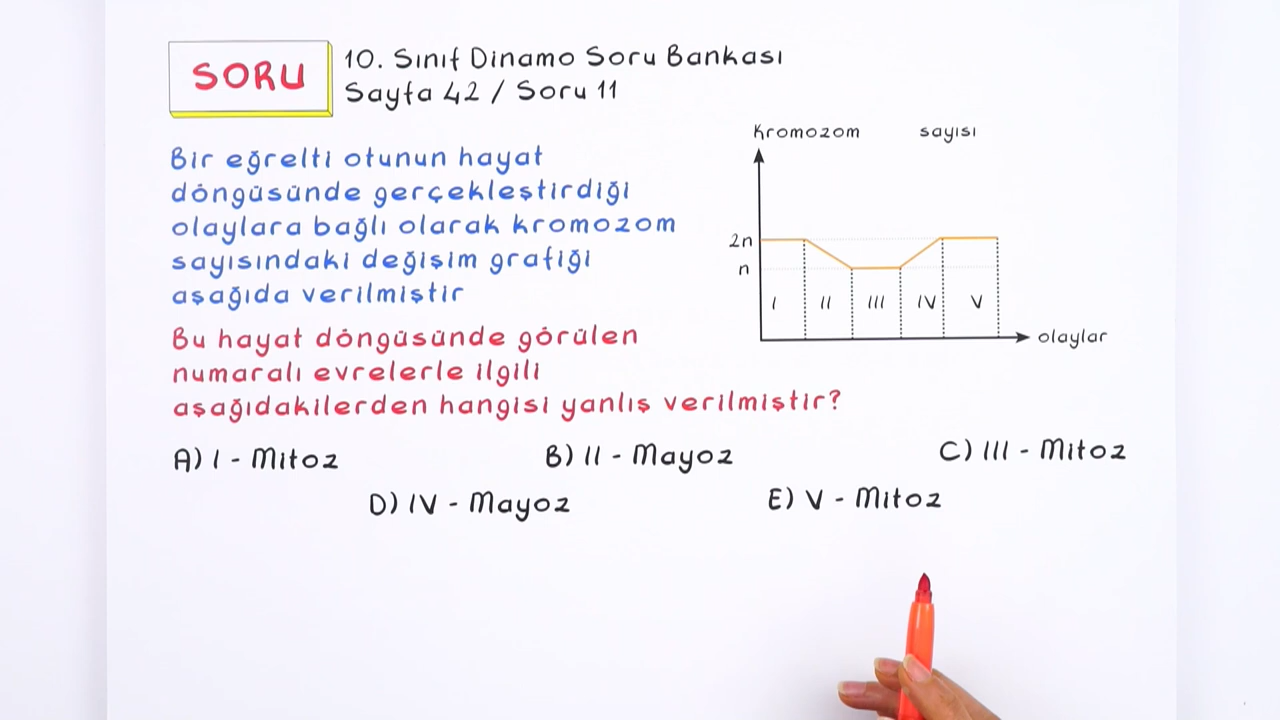 SORU
10. Sınıf Dinamo Soru Bankası
Sayfa 42 / Soru 11
Bir eğrelti otunun hayat
döngüsünde gerçekleştirdiği
olaylara bağlı olarak kromozom
sayısındaki değişim grafiği
aşağıda verilmiştir
Kromozom sayısı
2n
n
I II III IV V
olaylar
Bu hayat döngüsünde görülen
numaralı evrelerle ilgili
aşağıdakilerden hangisi yanlış verilmiştir?
A) I - Mitoz B) II - Mayoz C) III - Mitoz
D) IV - Mayoz E) V - Mitoz